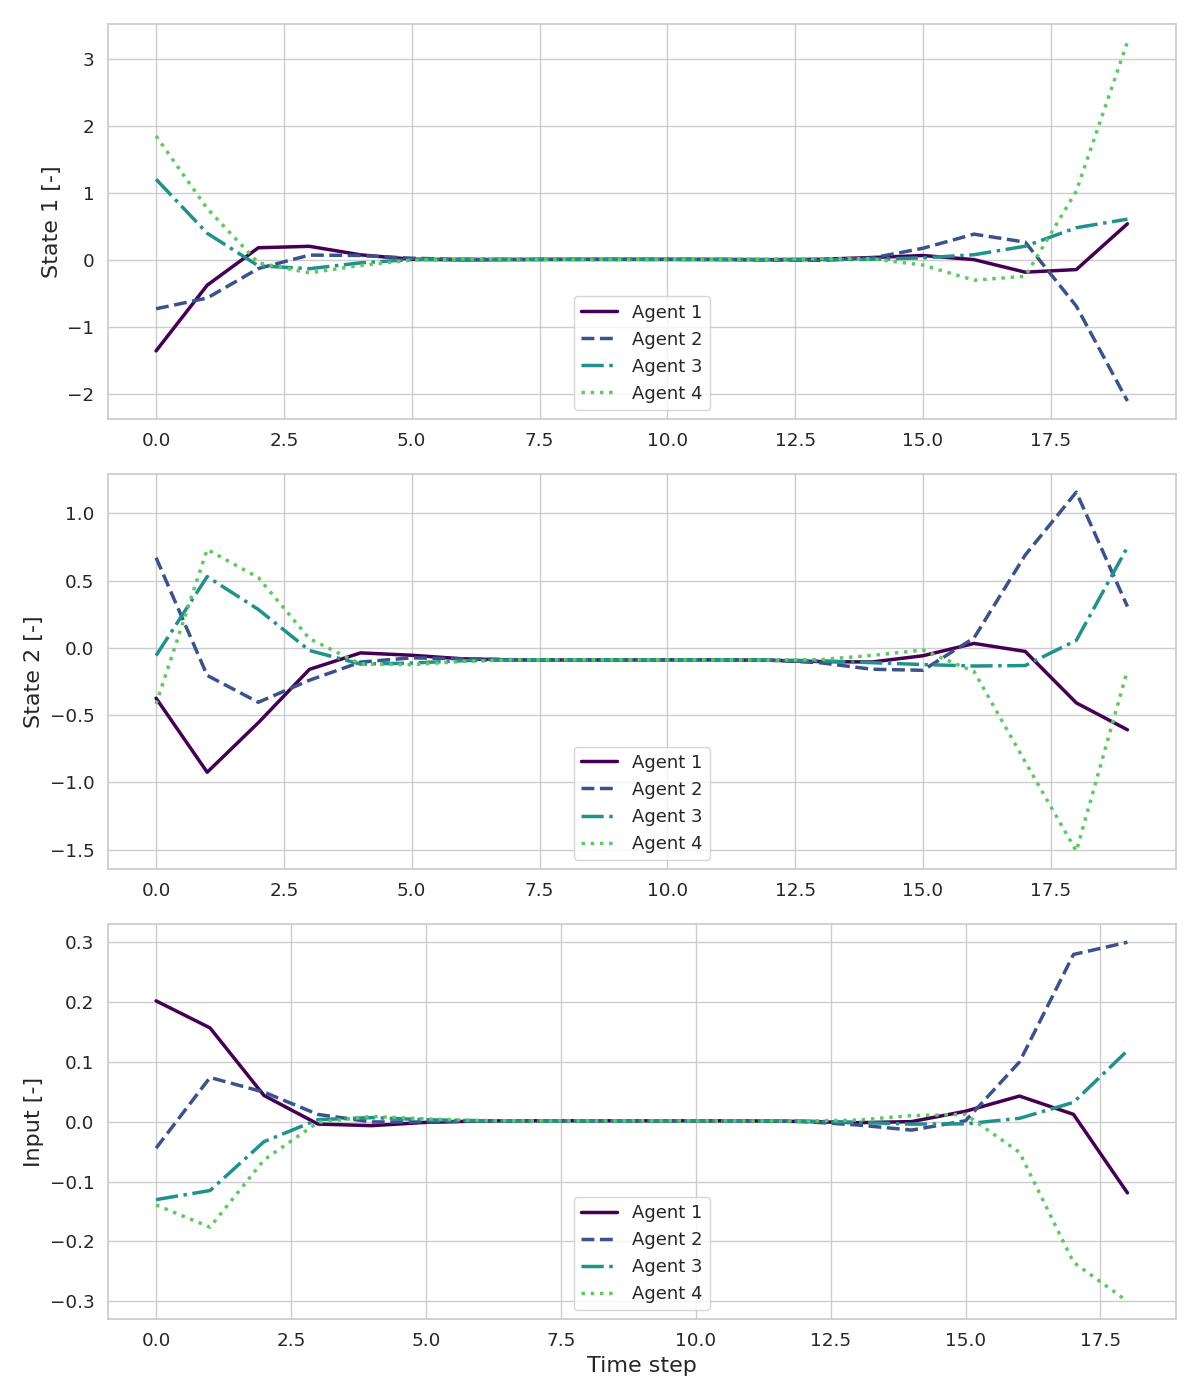 State 1 [-]
3
2
1
0
−1
−2
Agent 1
Agent 2
Agent 3
Agent 4
0.0 2.5 5.0 7.5 10.0 12.5 15.0 17.5
State 2 [-]
1.0
0.5
0.0
−0.5
−1.0
−1.5
Agent 1
Agent 2
Agent 3
Agent 4
0.0 2.5 5.0 7.5 10.0 12.5 15.0 17.5
Input [-]
0.3
0.2
0.1
0.0
−0.1
−0.2
−0.3
Agent 1
Agent 2
Agent 3
Agent 4
0.0 2.5 5.0 7.5 10.0 12.5 15.0 17.5
Time step